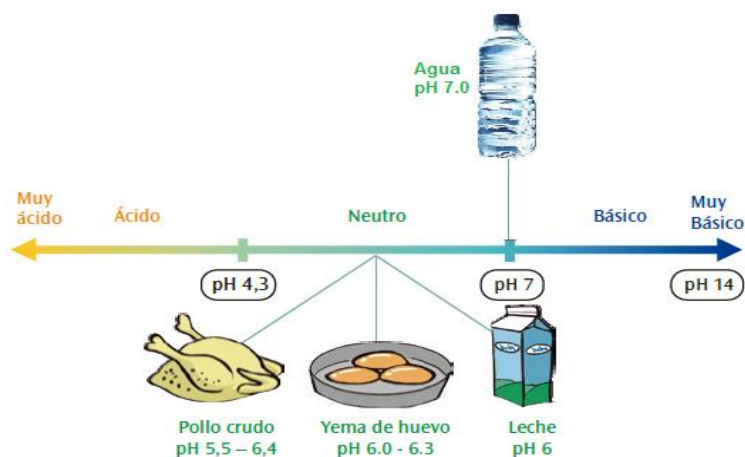 Agua
pH 7.0
Muy
ácido
Ácido
Neutro
Básico
Muy
Básico
pH 4,3
pH 7
pH 14
Pollo crudo
pH 5,5 – 6,4
Yema de huevo
pH 6.0 - 6.3
Leche
pH 6